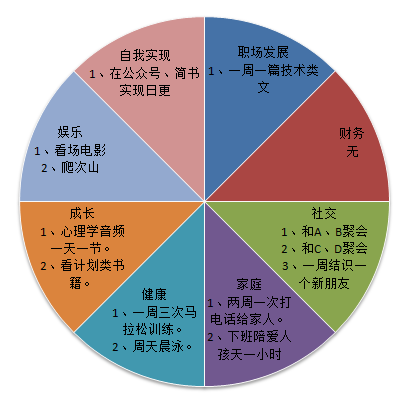 职场发展
1、一周一篇技术类
文
财务
无
社交
1、和A、B聚会
2、和C、D聚会
3、一周结识一
个新朋友
家庭
1、两周一次打
电话给家人。
2、下班陪爱人
孩天一小时
健康
1、一周三次马
拉松训练。
2、周天晨泳。
成长
1、心理学音频
一天一节。
2、看计划类书
籍。
娱乐
1、看场电影
2、爬次山
自我实现
1、在公众号、简书
实现日更